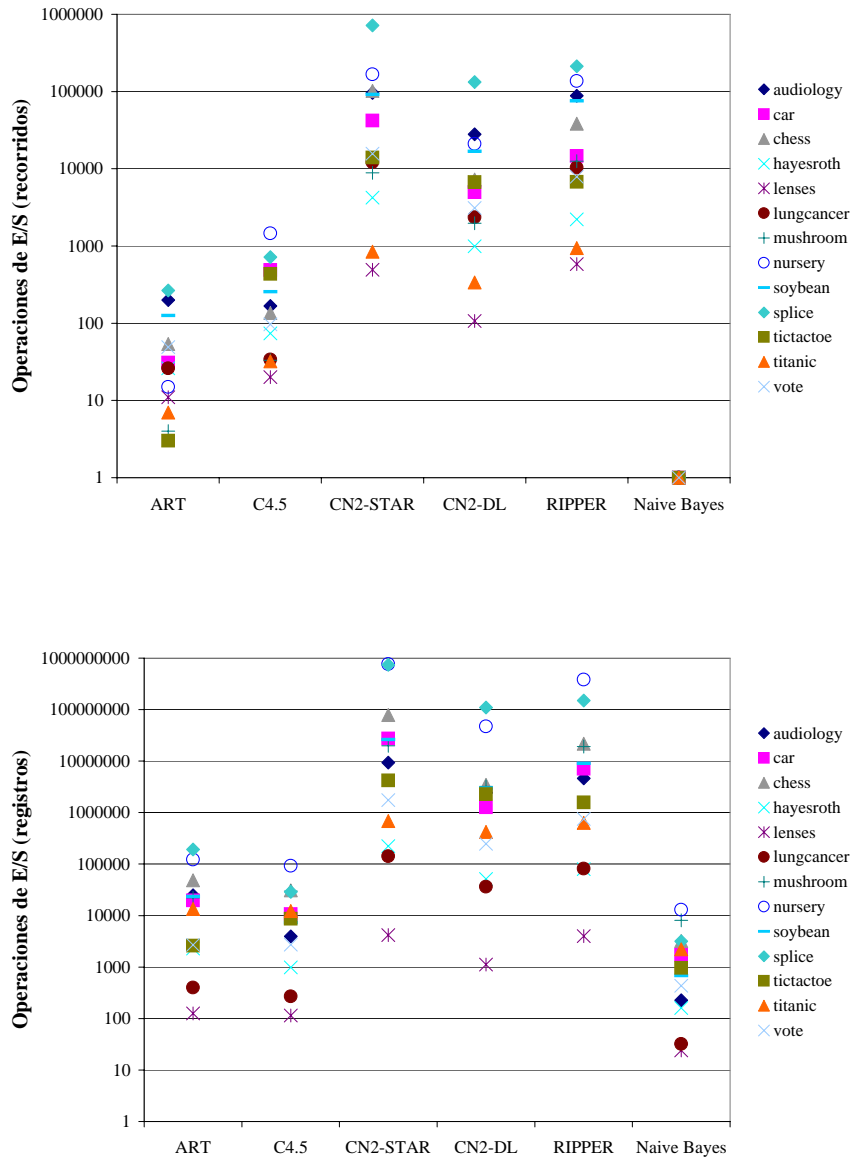 Operaciones de E/S (recorridos)
1000000
100000
10000
1000
100
10
1
ART C4.5 CN2-STAR CN2-DL RIPPER Naive Bayes
audiology
car
chess
hayesroth
lenses
lungcancer
mushroom
nursery
soybean
splice
tictactoe
titanic
vote
Operaciones de E/S (registros)
1000000000
100000000
10000000
1000000
100000
10000
1000
100
10
1
ART C4.5 CN2-STAR CN2-DL RIPPER Naive Bayes
audiology
car
chess
hayesroth
lenses
lungcancer
mushroom
nursery
soybean
splice
tictactoe
titanic
vote